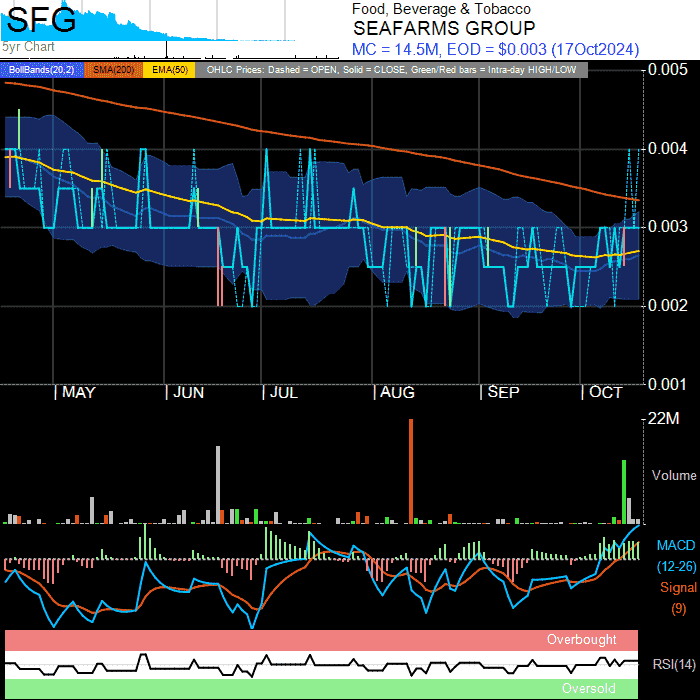 SFG
5yr Chart
Food, Beverage & Tobacco
SEAFARMS GROUP
MC = 14.5M, EOD = $0.003 (17Oct2024)
BollBands(20,2) SMA(200) EMA(50) OHLC Prices: Dashed = OPEN, Solid = CLOSE, Green/Red bars = Intra-day HIGH/LOW
0.005
0.004
0.003
0.002
0.001
MAY JUN JUL AUG SEP OCT
22M
Volume
MACD
(12-26)
Signal
(9)
Overbought
RSI(14)
Oversold